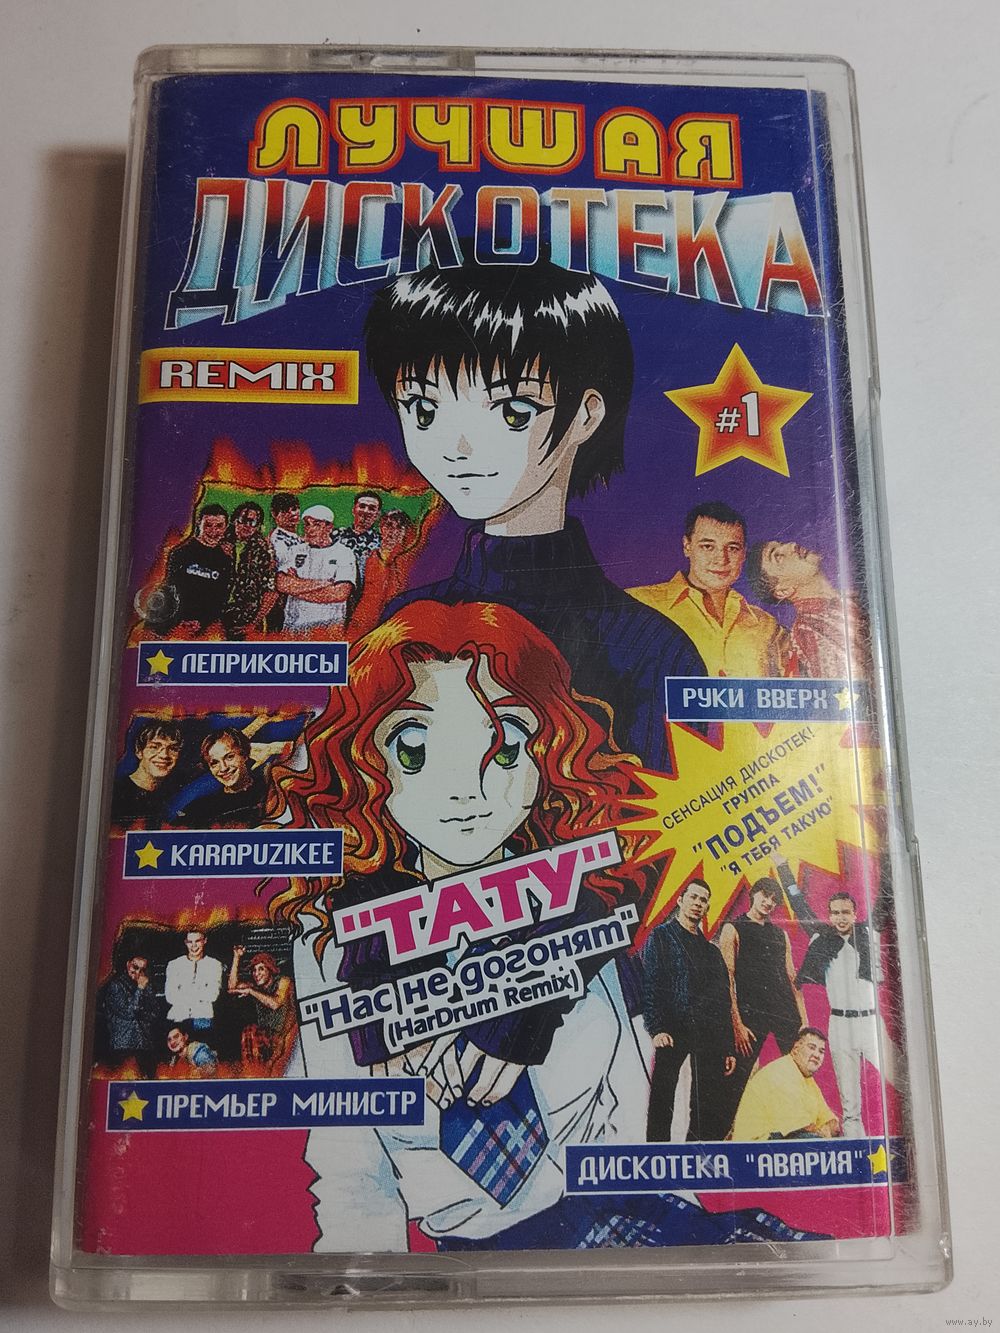 ЛУЧШАЯ
ДИСКОТЕКА
REMIX
#1
ЛЕПРИКОНСЫ
РУКИ ВВЕРХ
СЕНСАЦИЯ ДИСКОТЕК!
ГРУППА
"ПОДЪЕМ!"
"Я ТЕБЯ ТАКУЮ"
KARAPUZIKEE
"ТАТУ"
"Нас не догонят"
(HarDrum Remix)
ПРЕМЬЕР МИНИСТР
ДИСКОТЕКА "АВАРИЯ"
www.ay.by